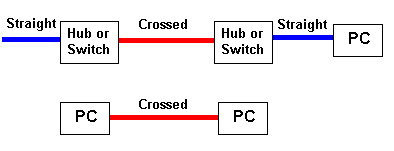 Straight
Hub or
Switch
Crossed
Hub or
Switch
Straight
PC
PC
Crossed
PC